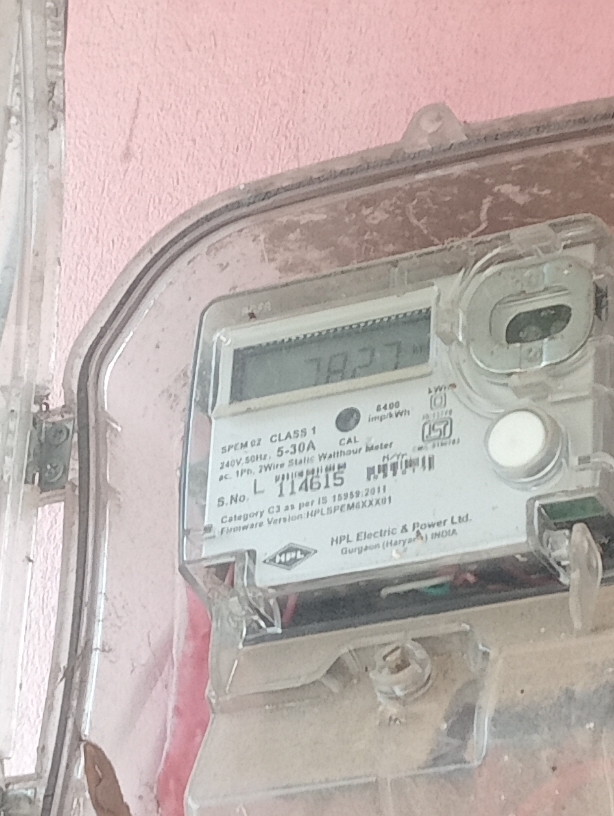 7827
6400
imp/kWh
SPEM 02 CLASS 1
240V, 50Hz, 5-30A CAL
ac, 1Ph, 2Wire Static Watthour Meter
S.No. L 114615
Category C3 as per IS 15959:2011
Firmware Version:HPLSPEM6XXX01
HPL
HPL Electric & Power Ltd.
Gurgaon (Haryana) INDIA